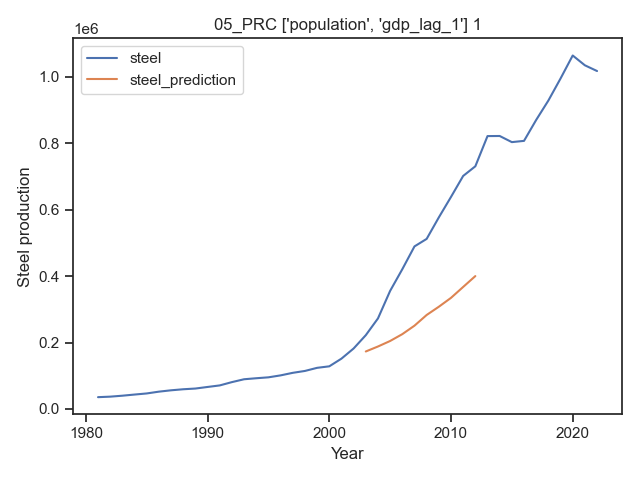 05_PRC ['population', 'gdp_lag_1'] 1
1e6
steel
steel_prediction
1.0
0.8
0.6
0.4
0.2
0.0
Steel production
1980 1990 2000 2010 2020
Year